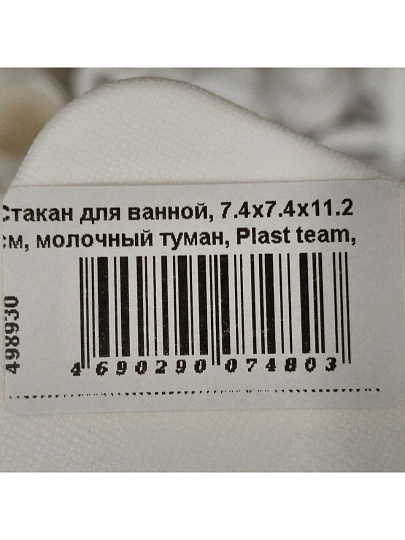 Стакан для ванной, 7.4x7.4x11.2
см, молочный туман, Plast team,
498930
4 690290 074803